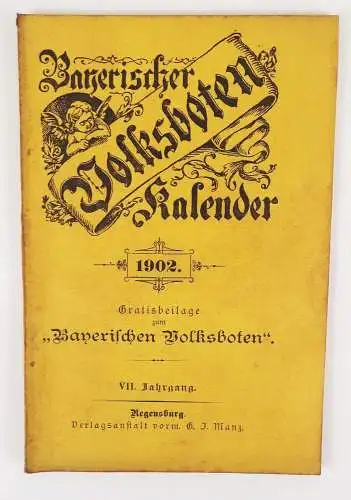 Bayerischer
Volksboten
Kalender
1902.
Gratisbeilage
zum
„Bayerischen Volksboten“.
VII. Jahrgang.
Regensburg.
Verlagsanstalt vorm. G. J. Manz.